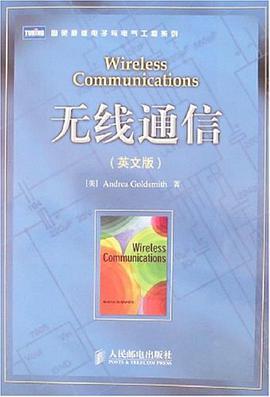 TURING
图灵原版电子与电气工程系列
Wireless
Communications
无线通信
（英文版）
［美］ Andrea Goldsmith 著
Wireless
Communications
人民邮电出版社
POSTS & TELECOM PRESS